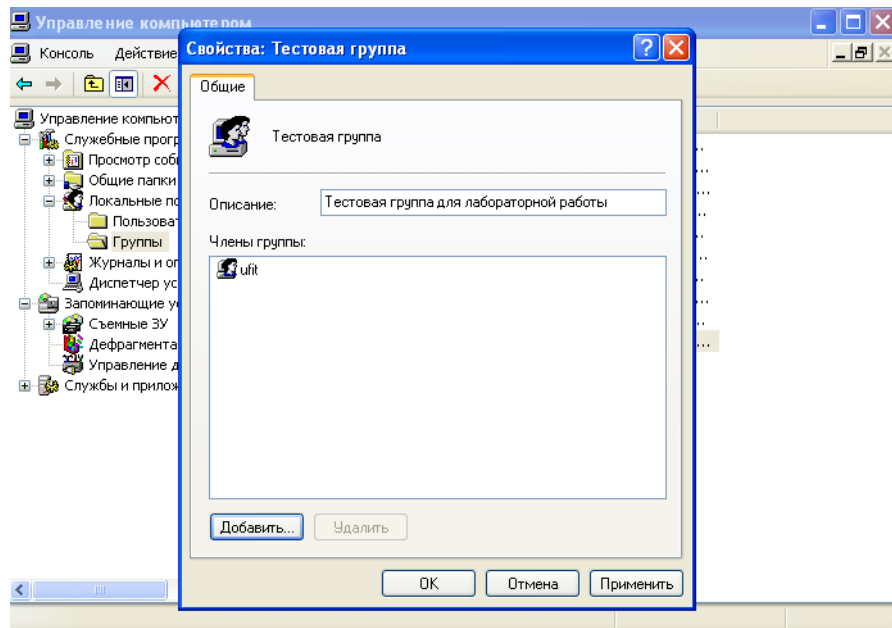 Управление компьютером
Консоль Действие
Свойства: Тестовая группа
Общие
Тестовая группа
Описание: Тестовая группа для лабораторной работы
Члены группы:
ufit
Добавить... Удалить
OK Отмена Применить
Управление компьют
Служебные прогр
Просмотр соб
Общие папки
Локальные по
Пользоват
Группы
Журналы и оп
Диспетчер ус
Запоминающие ус
Съемные ЗУ
Дефрагмента
Управление д
Службы и прилож